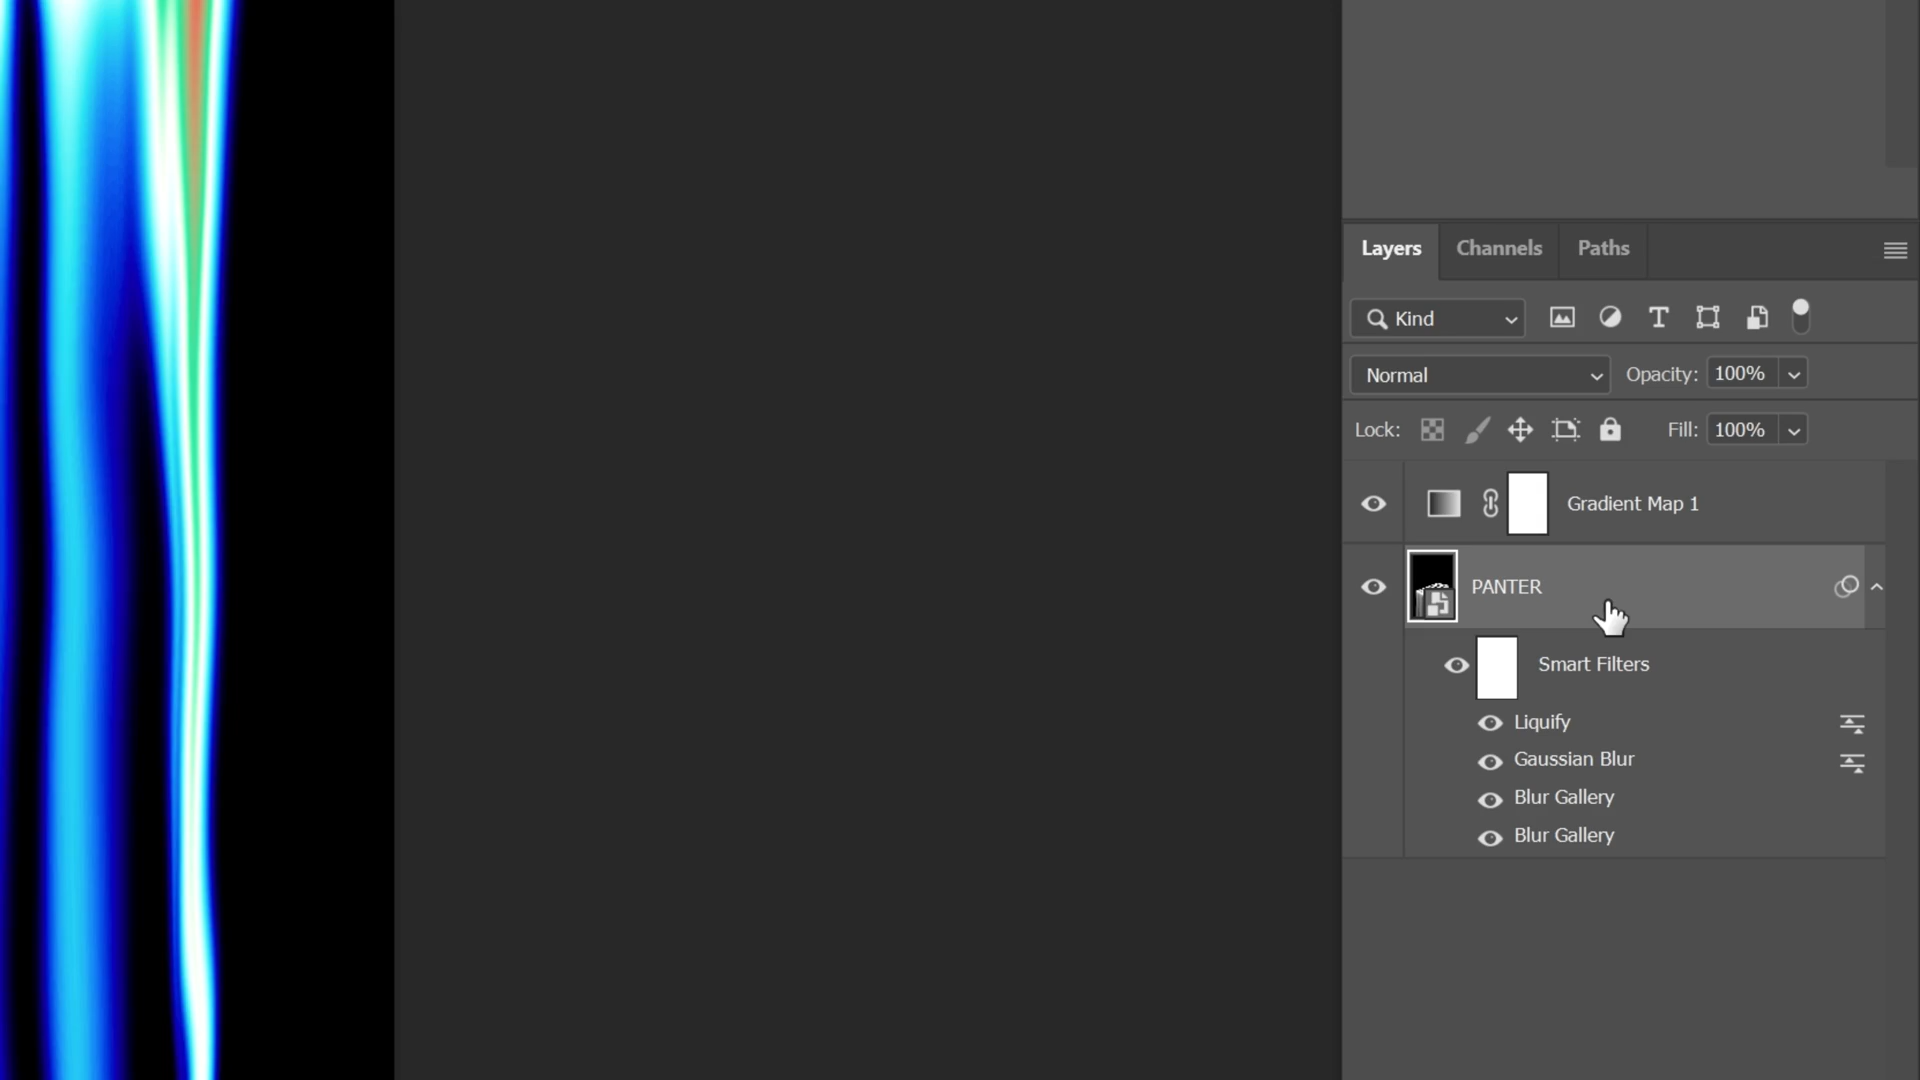 Layers Channels Paths
Kind
Normal Opacity: 100%
Lock: Fill: 100%
Gradient Map 1
PANTER
Smart Filters
Liquify
Gaussian Blur
Blur Gallery
Blur Gallery